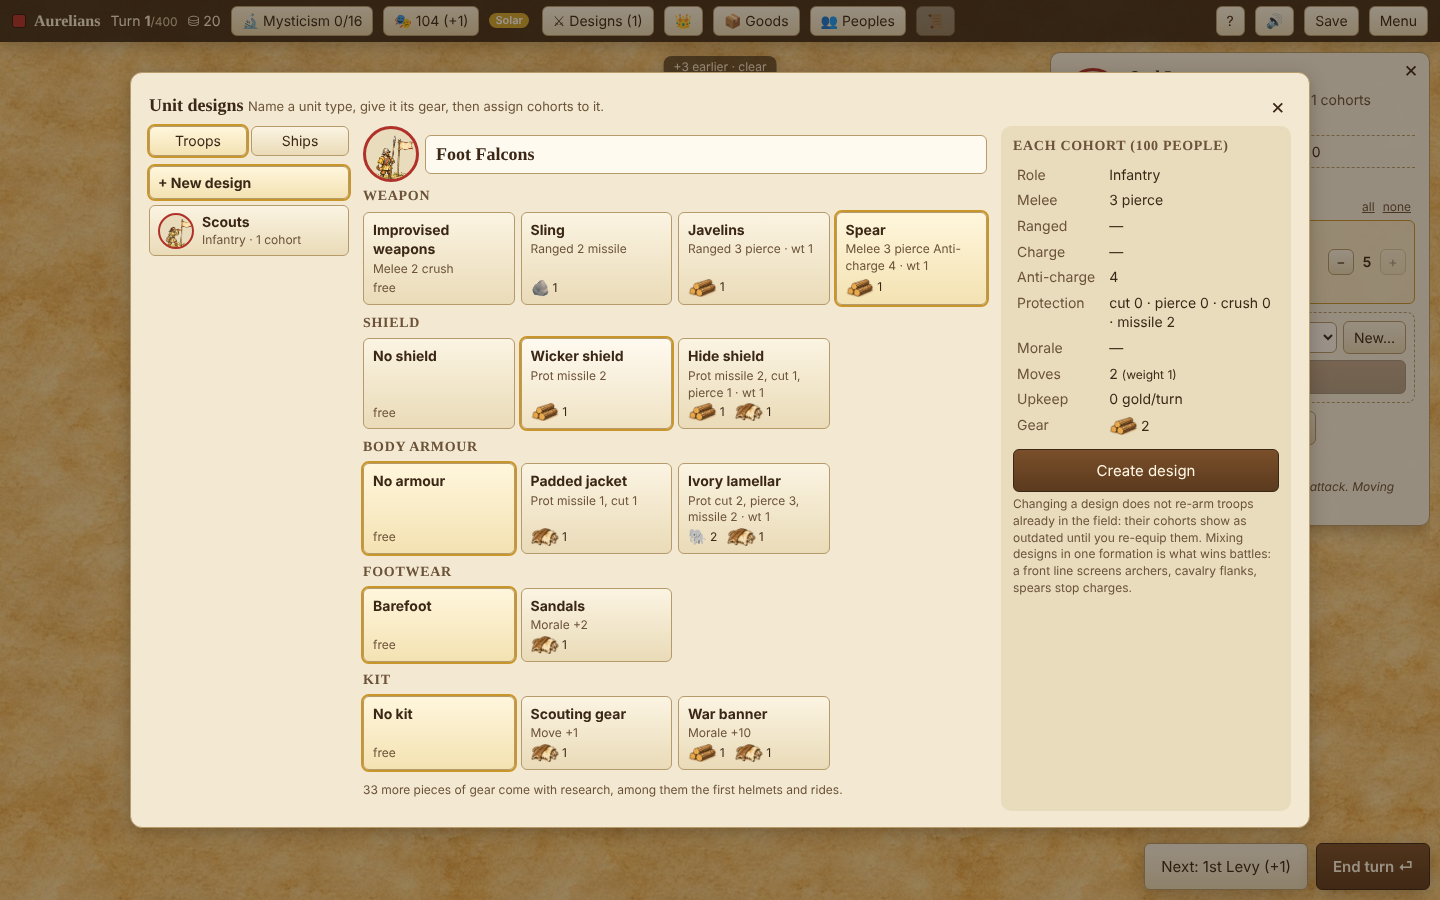 Aurelians Turn 1/400 20 Mysticism 0/16 104 (+1) Solar Designs (1) Goods Peoples ? Save Menu
+3 earlier · clear
1 cohorts
0
all none
− 5 +
New...
attack. Moving
Unit designs Name a unit type, give it its gear, then assign cohorts to it.
Troops Ships
+ New design
Scouts
Infantry · 1 cohort
Foot Falcons
WEAPON
Improvised
weapons
Melee 2 crush
free
Sling
Ranged 2 missile
1
Javelins
Ranged 3 pierce · wt 1
1
Spear
Melee 3 pierce Anti-
charge 4 · wt 1
1
SHIELD
No shield
free
Wicker shield
Prot missile 2
1
Hide shield
Prot missile 2, cut 1,
pierce 1 · wt 1
1 1
BODY ARMOUR
No armour
free
Padded jacket
Prot missile 1, cut 1
1
Ivory lamellar
Prot cut 2, pierce 3,
missile 2 · wt 1
2 1
FOOTWEAR
Barefoot
free
Sandals
Morale +2
1
KIT
No kit
free
Scouting gear
Move +1
1
War banner
Morale +10
1 1
33 more pieces of gear come with research, among them the first helmets and rides.
EACH COHORT (100 PEOPLE)
Role Infantry
Melee 3 pierce
Ranged —
Charge —
Anti-charge 4
Protection cut 0 · pierce 0 · crush 0
· missile 2
Morale —
Moves 2 (weight 1)
Upkeep 0 gold/turn
Gear 2
Create design
Changing a design does not re-arm troops
already in the field: their cohorts show as
outdated until you re-equip them. Mixing
designs in one formation is what wins battles:
a front line screens archers, cavalry flanks,
spears stop charges.
Next: 1st Levy (+1) End turn ⏎